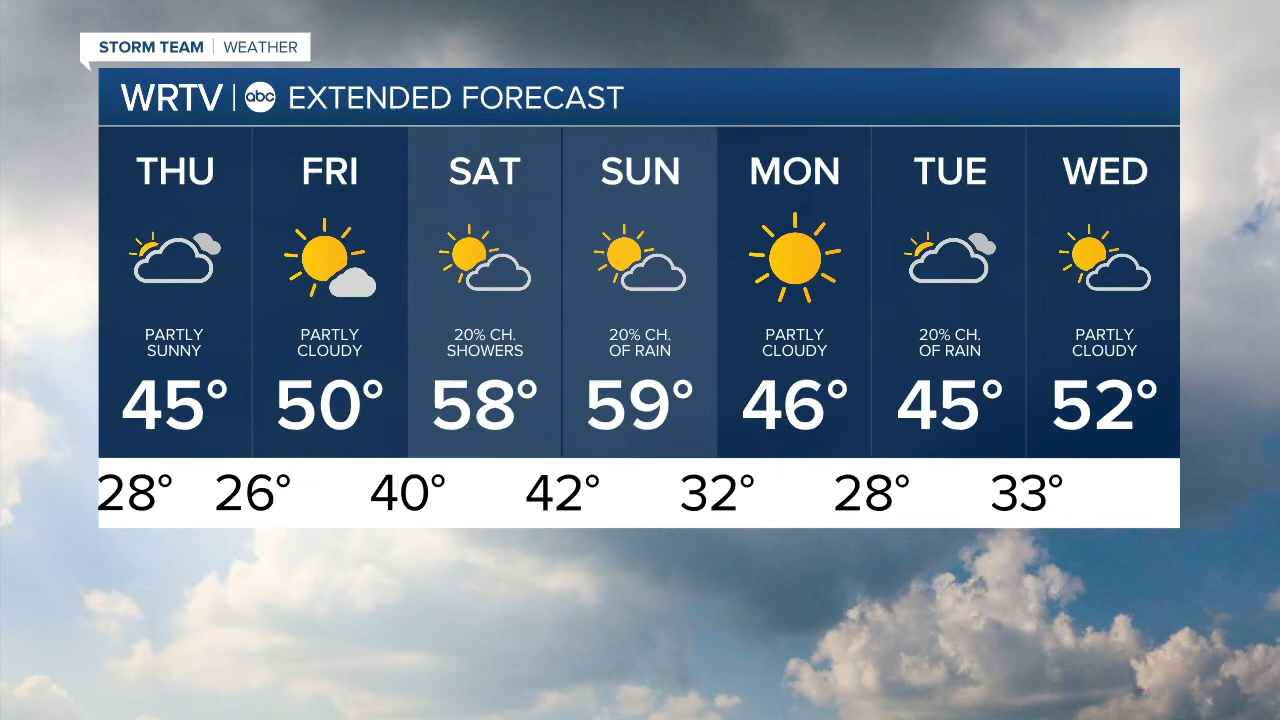 STORM TEAM | WEATHER
WRTV | abc EXTENDED FORECAST
THU FRI SAT SUN MON TUE WED
PARTLY PARTLY 20% CH. 20% CH. PARTLY 20% CH. PARTLY
SUNNY CLOUDY SHOWERS OF RAIN CLOUDY OF RAIN CLOUDY
45° 50° 58° 59° 46° 45° 52°
28° 26° 40° 42° 32° 28° 33°